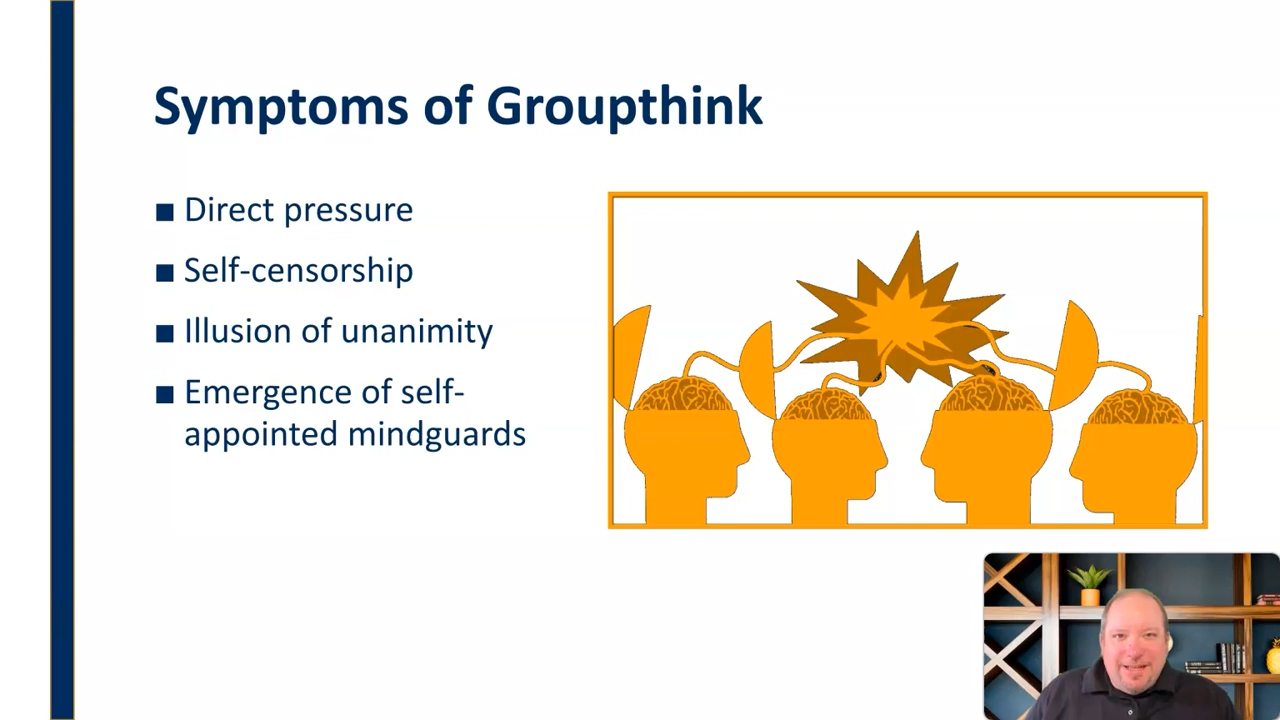 Symptoms of Groupthink
■ Direct pressure
■ Self-censorship
■ Illusion of unanimity
■ Emergence of self-
appointed mindguards